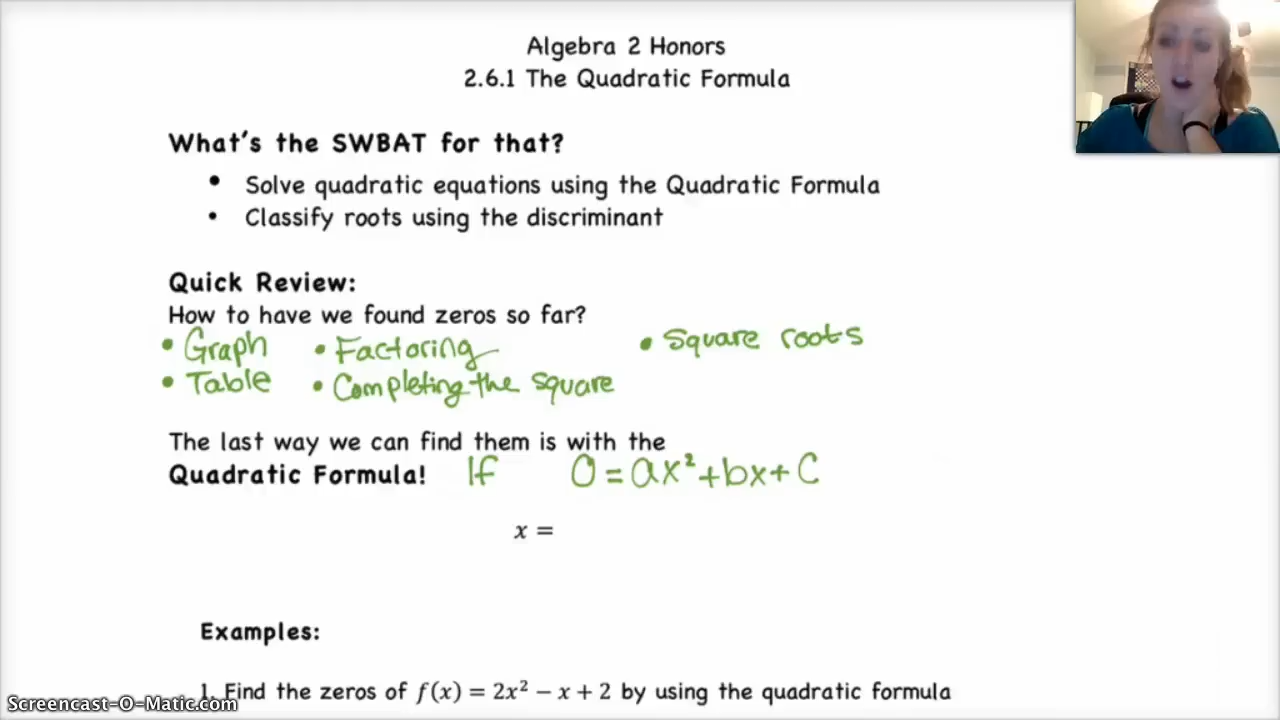 Algebra 2 Honors
2.6.1 The Quadratic Formula
What's the SWBAT for that?
• Solve quadratic equations using the Quadratic Formula
• Classify roots using the discriminant
Quick Review:
How to have we found zeros so far?
• Graph • Factoring • Square roots
• Table • Completing the square
The last way we can find them is with the
Quadratic Formula! If 0 = ax² + bx + C
x =
Examples:
1. Find the zeros of f(x) = 2x² − x + 2 by using the quadratic formula
Screencast-O-Matic.com